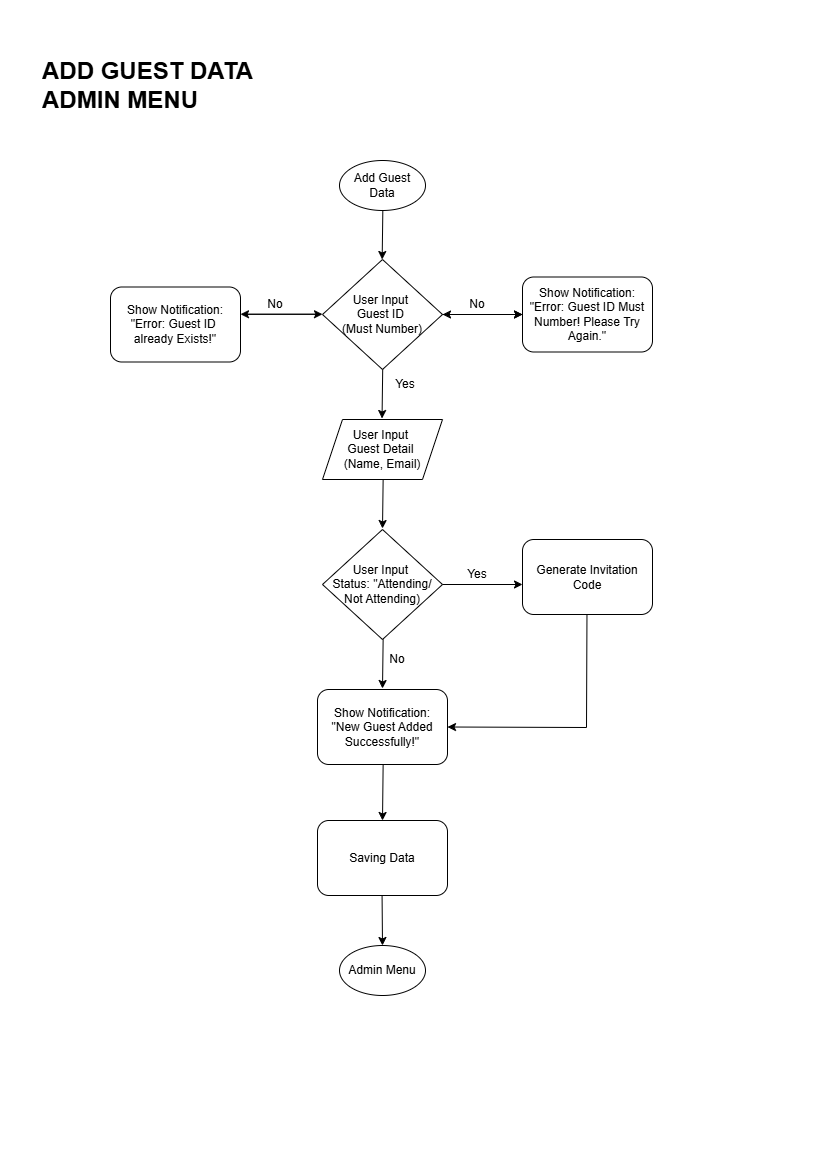 ADD GUEST DATA
ADMIN MENU
Add Guest
Data
Show Notification:
"Error: Guest ID
already Exists!"
No
User Input
Guest ID
(Must Number)
No
Show Notification:
"Error: Guest ID Must
Number! Please Try
Again."
Yes
User Input
Guest Detail
(Name, Email)
User Input
Status: "Attending/
Not Attending)
Yes
Generate Invitation
Code
No
Show Notification:
"New Guest Added
Successfully!"
Saving Data
Admin Menu